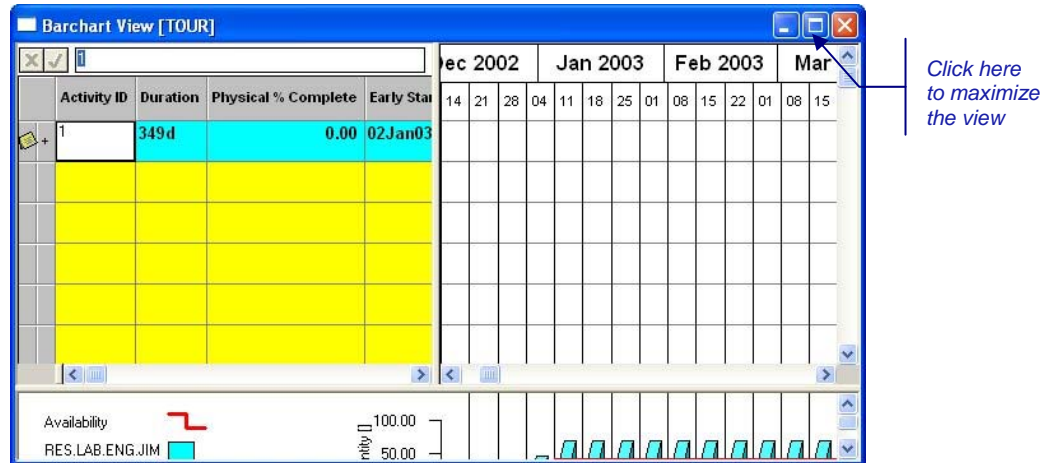 Barchart View [TOUR]
1
ec 2002 Jan 2003 Feb 2003 Mar
Activity ID Duration Physical % Complete Early Star
14 21 28 04 11 18 25 01 08 15 22 01 08 15
1 349d 0.00 02Jan03
Click here
to maximize
the view
Availability
RES.LAB.ENG.JIM
100.00
50.00
ntity []